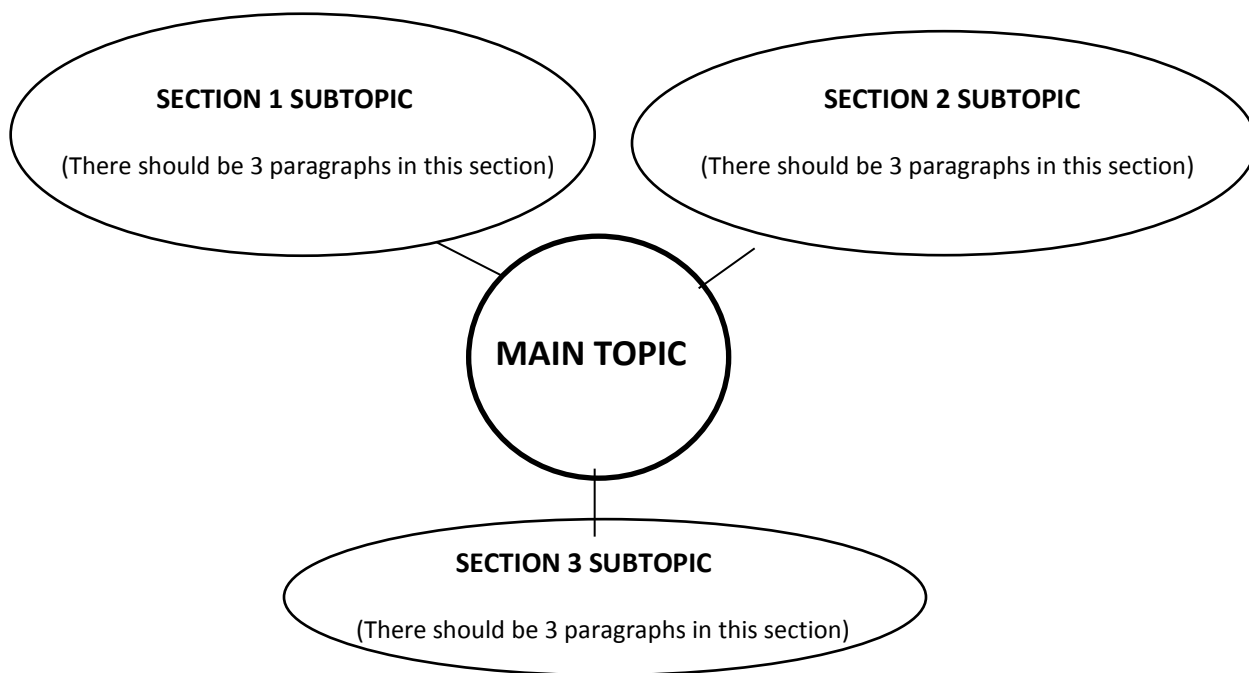 SECTION 1 SUBTOPIC
(There should be 3 paragraphs in this section)
SECTION 2 SUBTOPIC
(There should be 3 paragraphs in this section)
MAIN TOPIC
SECTION 3 SUBTOPIC
(There should be 3 paragraphs in this section)